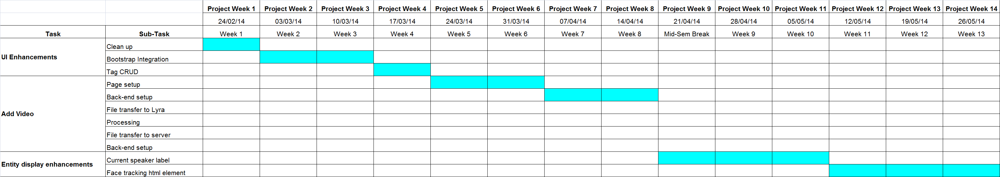 Project Week 1 Project Week 2 Project Week 3 Project Week 4 Project Week 5 Project Week 6 Project Week 7 Project Week 8 Project Week 9 Project Week 10 Project Week 11 Project Week 12 Project Week 13 Project Week 14
24/02/14 03/03/14 10/03/14 17/03/14 24/03/14 31/03/14 07/04/14 14/04/14 21/04/14 28/04/14 05/05/14 12/05/14 19/05/14 26/05/14
Task Sub-Task Week 1 Week 2 Week 3 Week 4 Week 5 Week 6 Week 7 Week 8 Mid-Sem Break Week 9 Week 10 Week 11 Week 12 Week 13
UI Enhancements
Clean up
Bootstrap Integration
Tag CRUD
Add Video
Page setup
Back-end setup
File transfer to Lyra
Processing
File transfer to server
Back-end setup
Entity display enhancements
Current speaker label
Face tracking html element